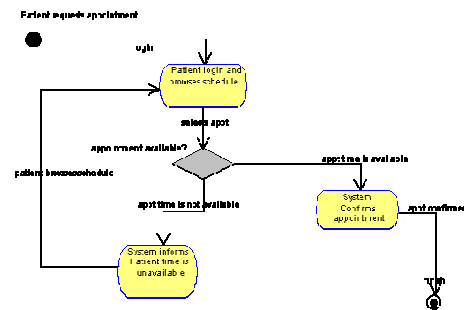 Patient requests appointment
login
Patient login and
browses schedule
selects appt
appointment available?
appt time is available
patient browses schedule
System
Confirms
appointment
appt time is not available
appt confirmed
System informs
Patient time is
unavailable